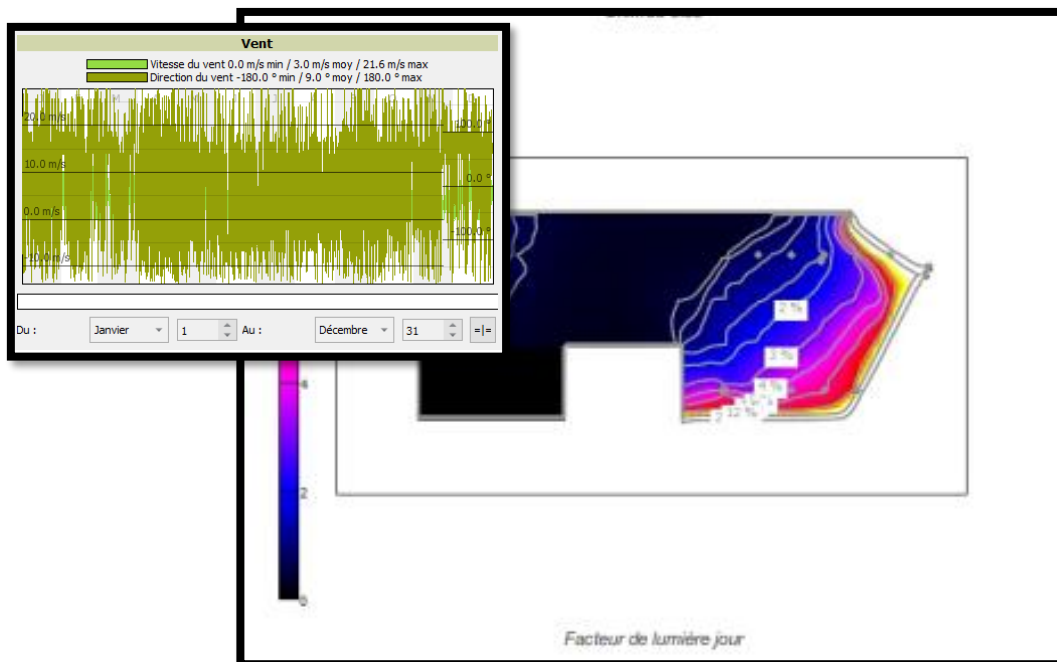 Vent
Vitesse du vent 0.0 m/s min / 3.0 m/s moy / 21.6 m/s max
Direction du vent -180.0 ° min / 9.0 ° moy / 180.0 ° max
20.0 m/s
100.0 °
10.0 m/s
0.0 °
0.0 m/s
-100.0 °
-10.0 m/s
Du :
Janvier
1
Au :
Décembre
31
=|=
2 %
3 %
4 %
12 %
4
2
0
Facteur de lumière jour